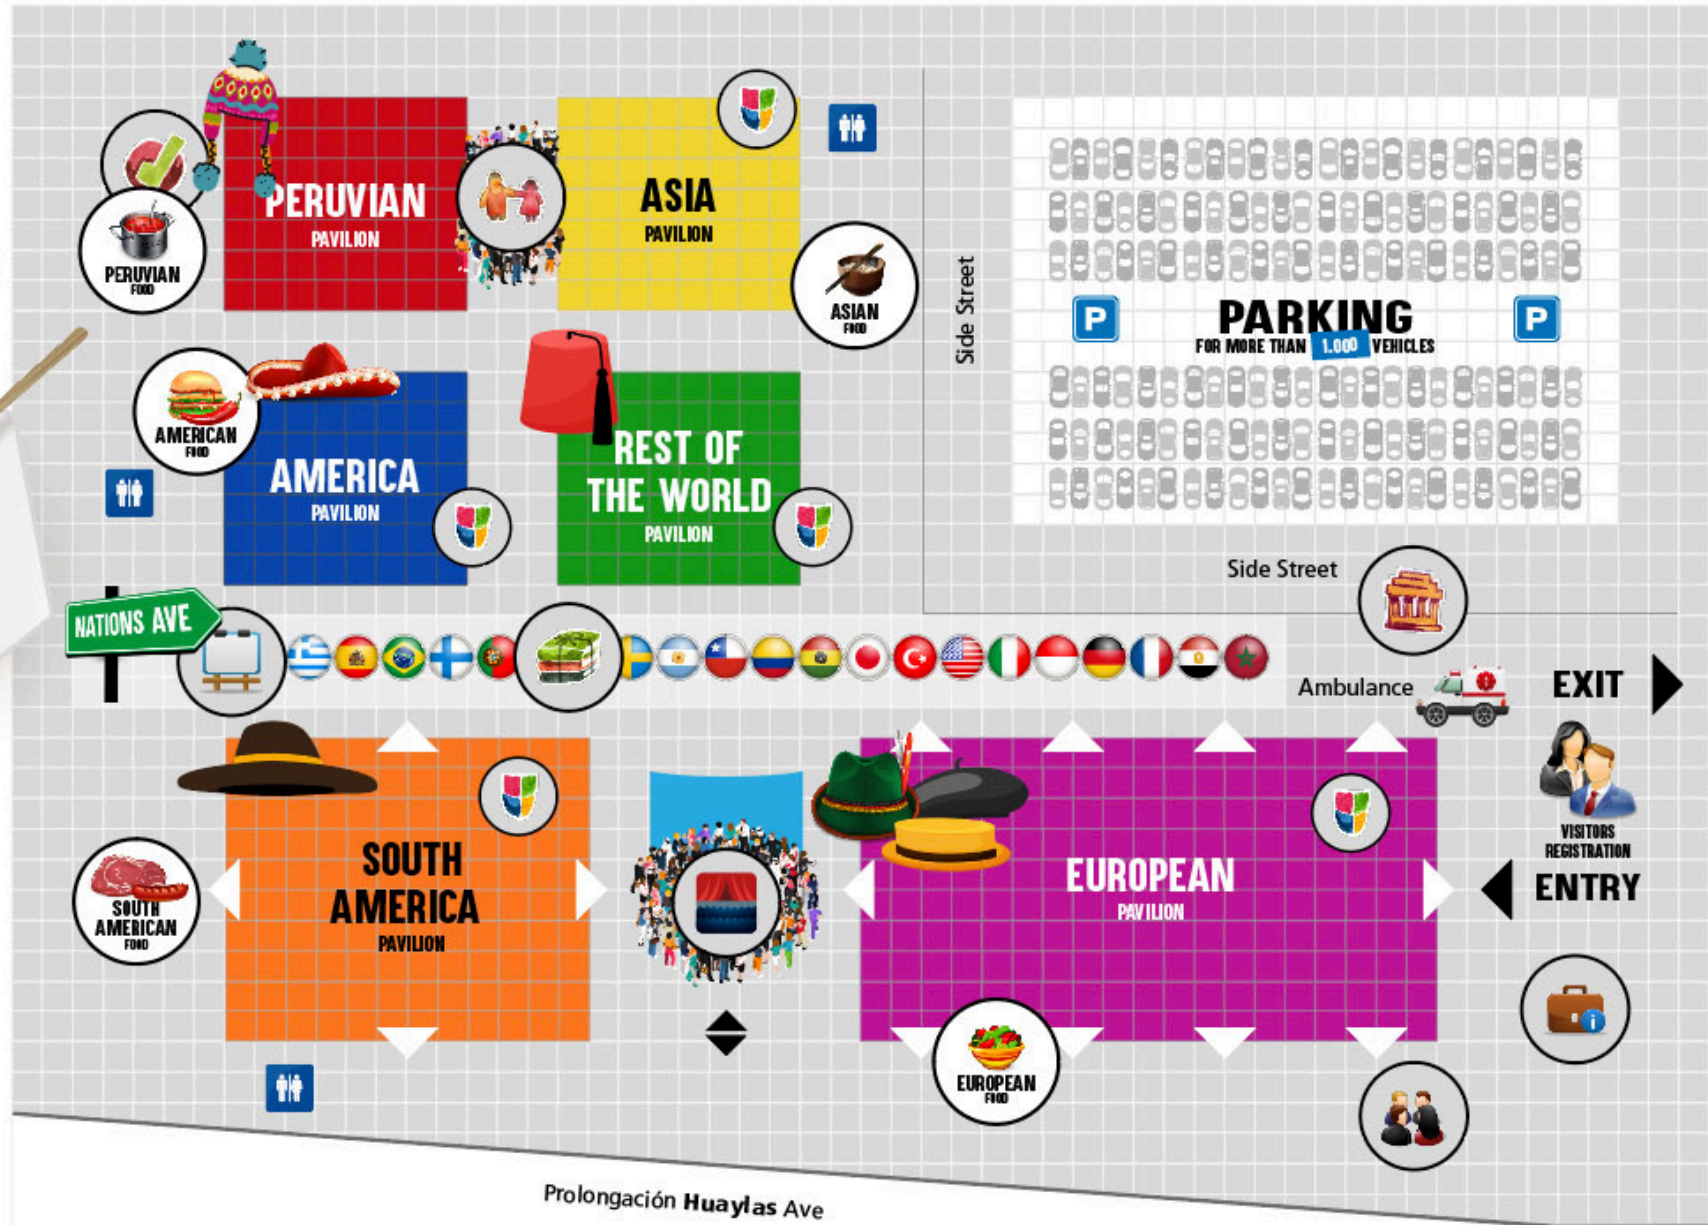 PERUVIAN
PAVILION
ASIA
PAVILION
PERUVIAN
FOOD
ASIAN
FOOD
Side Street
P
PARKING
P
FOR MORE THAN 1.000 VEHICLES
AMERICAN
FOOD
AMERICA
PAVILION
REST OF
THE WORLD
PAVILION
Side Street
NATIONS AVE
Ambulance
EXIT
VISITORS
REGISTRATION
ENTRY
SOUTH
AMERICA
PAVILION
SOUTH
AMERICAN
FOOD
EUROPEAN
PAVILION
i
EUROPEAN
FOOD
Prolongación Huaylas Ave